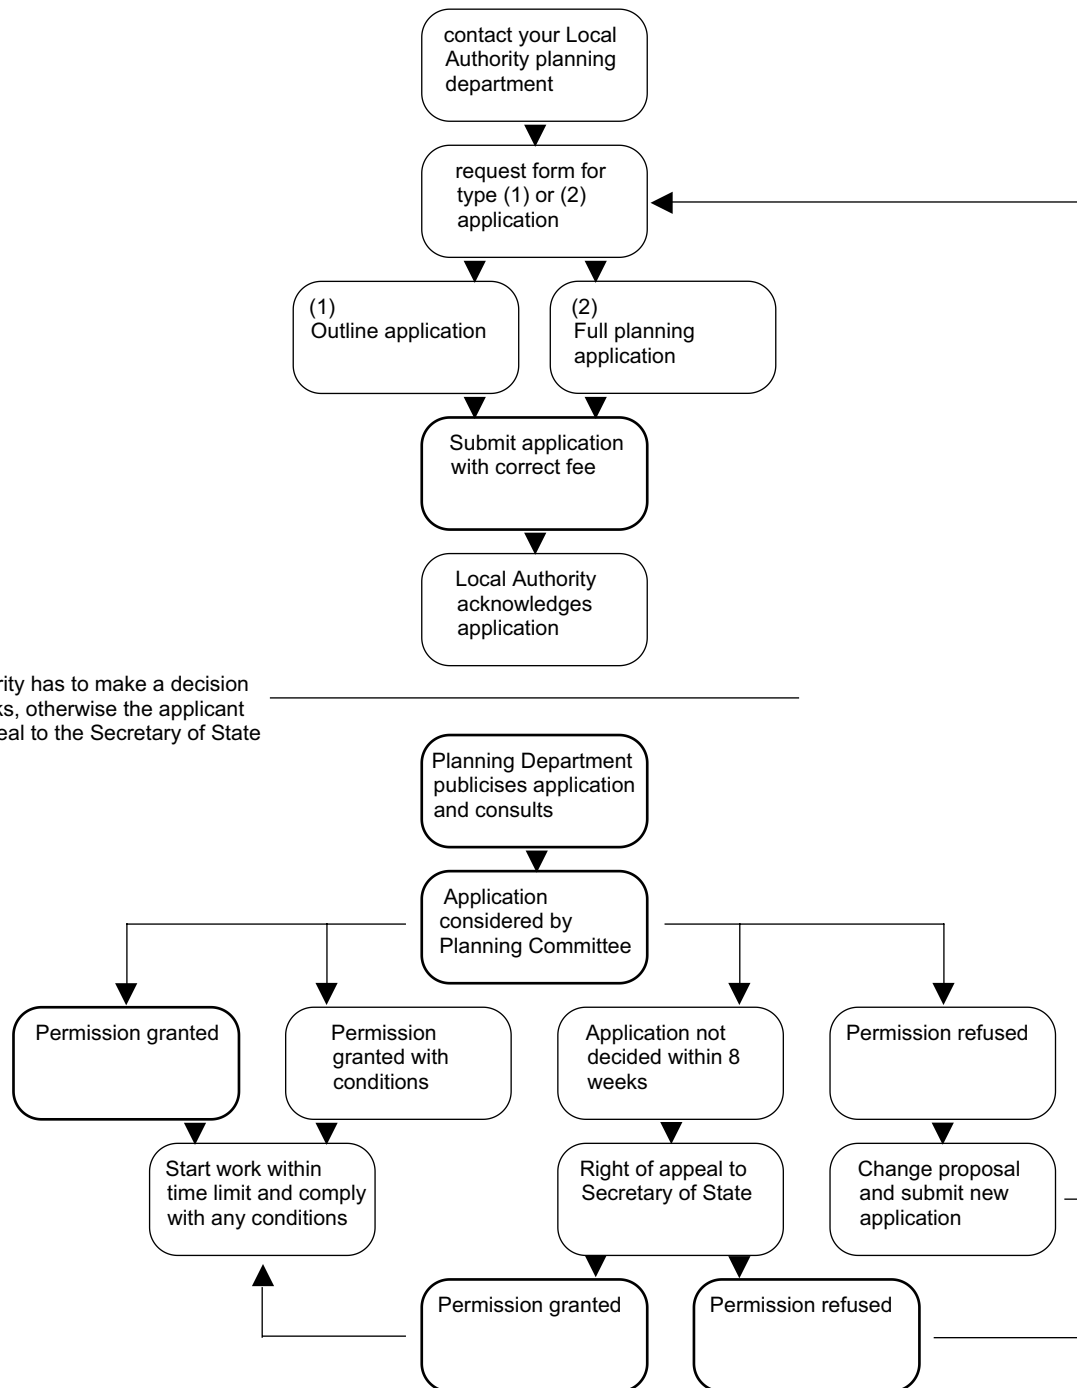 contact your Local
Authority planning
department
request form for
type (1) or (2)
application
(1)
Outline application
(2)
Full planning
application
Submit application
with correct fee
Local Authority
acknowledges
application
has to make a decision
otherwise the applicant
to the Secretary of State
Planning Department
publicises application
and consults
Application
considered by
Planning Committee
Permission granted
Permission
granted with
conditions
Application not
decided within 8
weeks
Permission refused
Start work within
time limit and comply
with any conditions
Right of appeal to
Secretary of State
Change proposal
and submit new
application
Permission granted
Permission refused